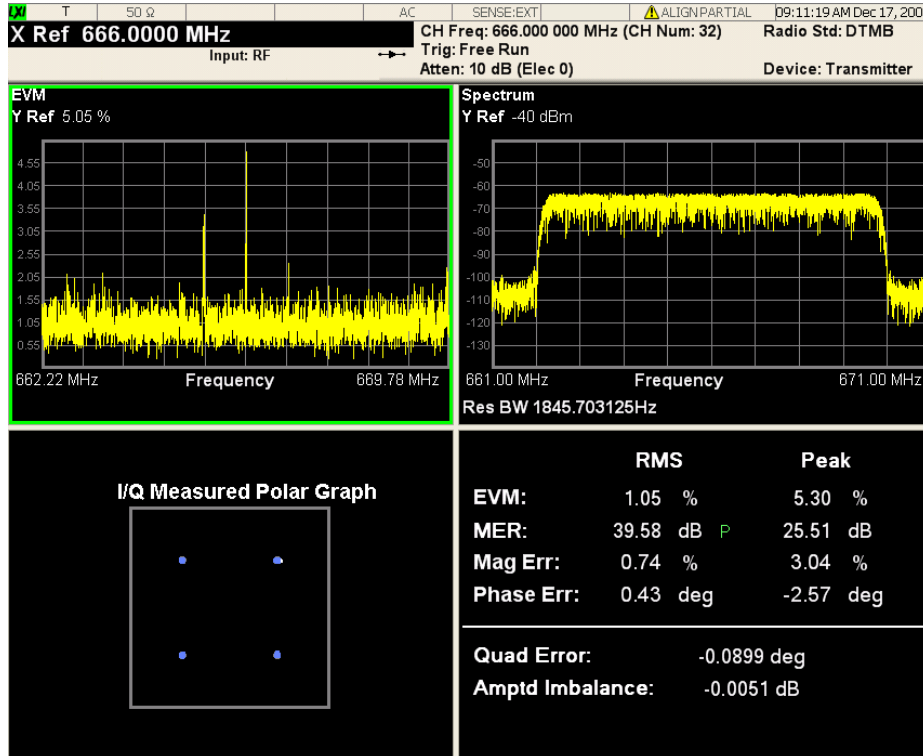 LXI T 50 Ω AC SENSE:EXT ALIGN PARTIAL 09:11:19 AM Dec 17, 200
X Ref 666.0000 MHz
Input: RF
CH Freq: 666.000 000 MHz (CH Num: 32)
Trig: Free Run
Atten: 10 dB (Elec 0)
Radio Std: DTMB
Device: Transmitter
EVM
Y Ref 5.05 %
4.55
4.05
3.55
3.05
2.55
2.05
1.55
1.05
0.55
662.22 MHz Frequency 669.78 MHz
Spectrum
Y Ref -40 dBm
-50
-60
-70
-80
-90
-100
-110
-120
-130
661.00 MHz Frequency 671.00 MHz
Res BW 1845.703125Hz
I/Q Measured Polar Graph
RMS Peak
EVM: 1.05 % 5.30 %
MER: 39.58 dB P 25.51 dB
Mag Err: 0.74 % 3.04 %
Phase Err: 0.43 deg -2.57 deg
Quad Error: -0.0899 deg
Amptd Imbalance: -0.0051 dB